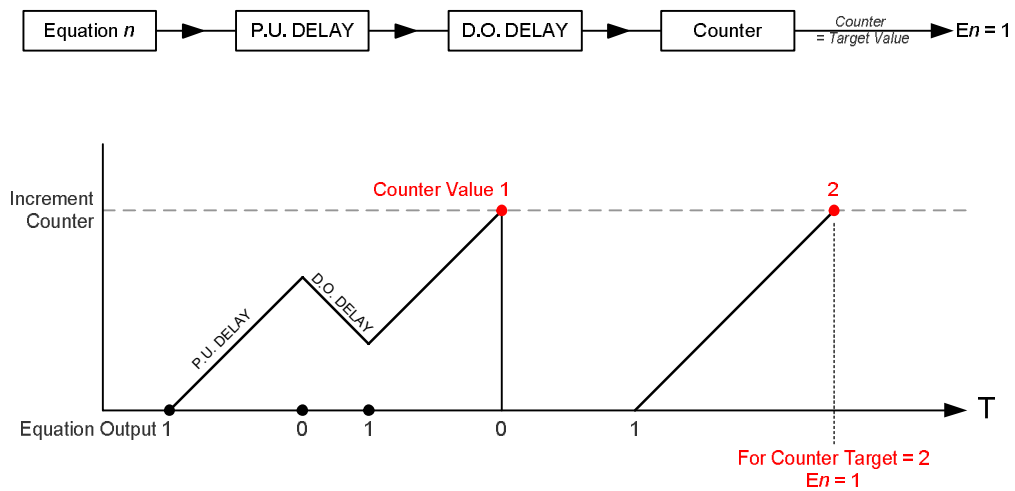 Equation n
P.U. DELAY
D.O. DELAY
Counter
Counter
= Target Value
En = 1
Increment
Counter
Counter Value 1
2
P.U. DELAY
D.O. DELAY
T
Equation Output 1 0 1 0 1
For Counter Target = 2
En = 1